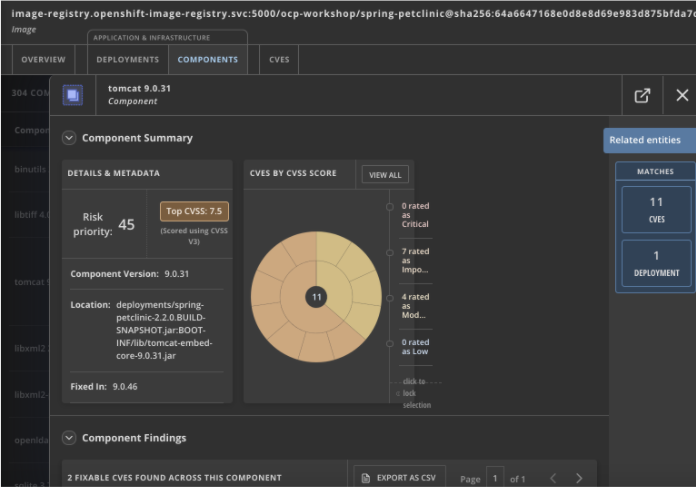 image-registry.openshift-image-registry.svc:5000/ocp-workshop/spring-petclinic@sha256:64a6647168e0d8e8d69e983d875bfda7
Image
APPLICATION & INFRASTRUCTURE
OVERVIEW
DEPLOYMENTS
COMPONENTS
CVES
304 COM
tomcat 9.0.31
Component
Compon
Component Summary
Related entities
binutils
DETAILS & METADATA
CVES BY CVSS SCORE
VIEW ALL
MATCHES
11
CVES
Risk
priority:
45
Top CVSS: 7.5
(Scored using CVSS
V3)
0 rated
as
Critical
libtiff 4.
7 rated
as
Impo...
1
DEPLOYMENT
Component Version: 9.0.31
tomcat 9
11
4 rated
as
Mod...
Location:
deployments/spring-
petclinic-2.2.0.BUILD-
SNAPSHOT.jar:BOOT-
INF/lib/tomcat-embed-
core-9.0.31.jar
0 rated
as Low
libxml2
Fixed In: 9.0.46
click to
lock
selection
libxml2-
openlda
Component Findings
2 FIXABLE CVES FOUND ACROSS THIS COMPONENT
EXPORT AS CSV
Page 1 of 1